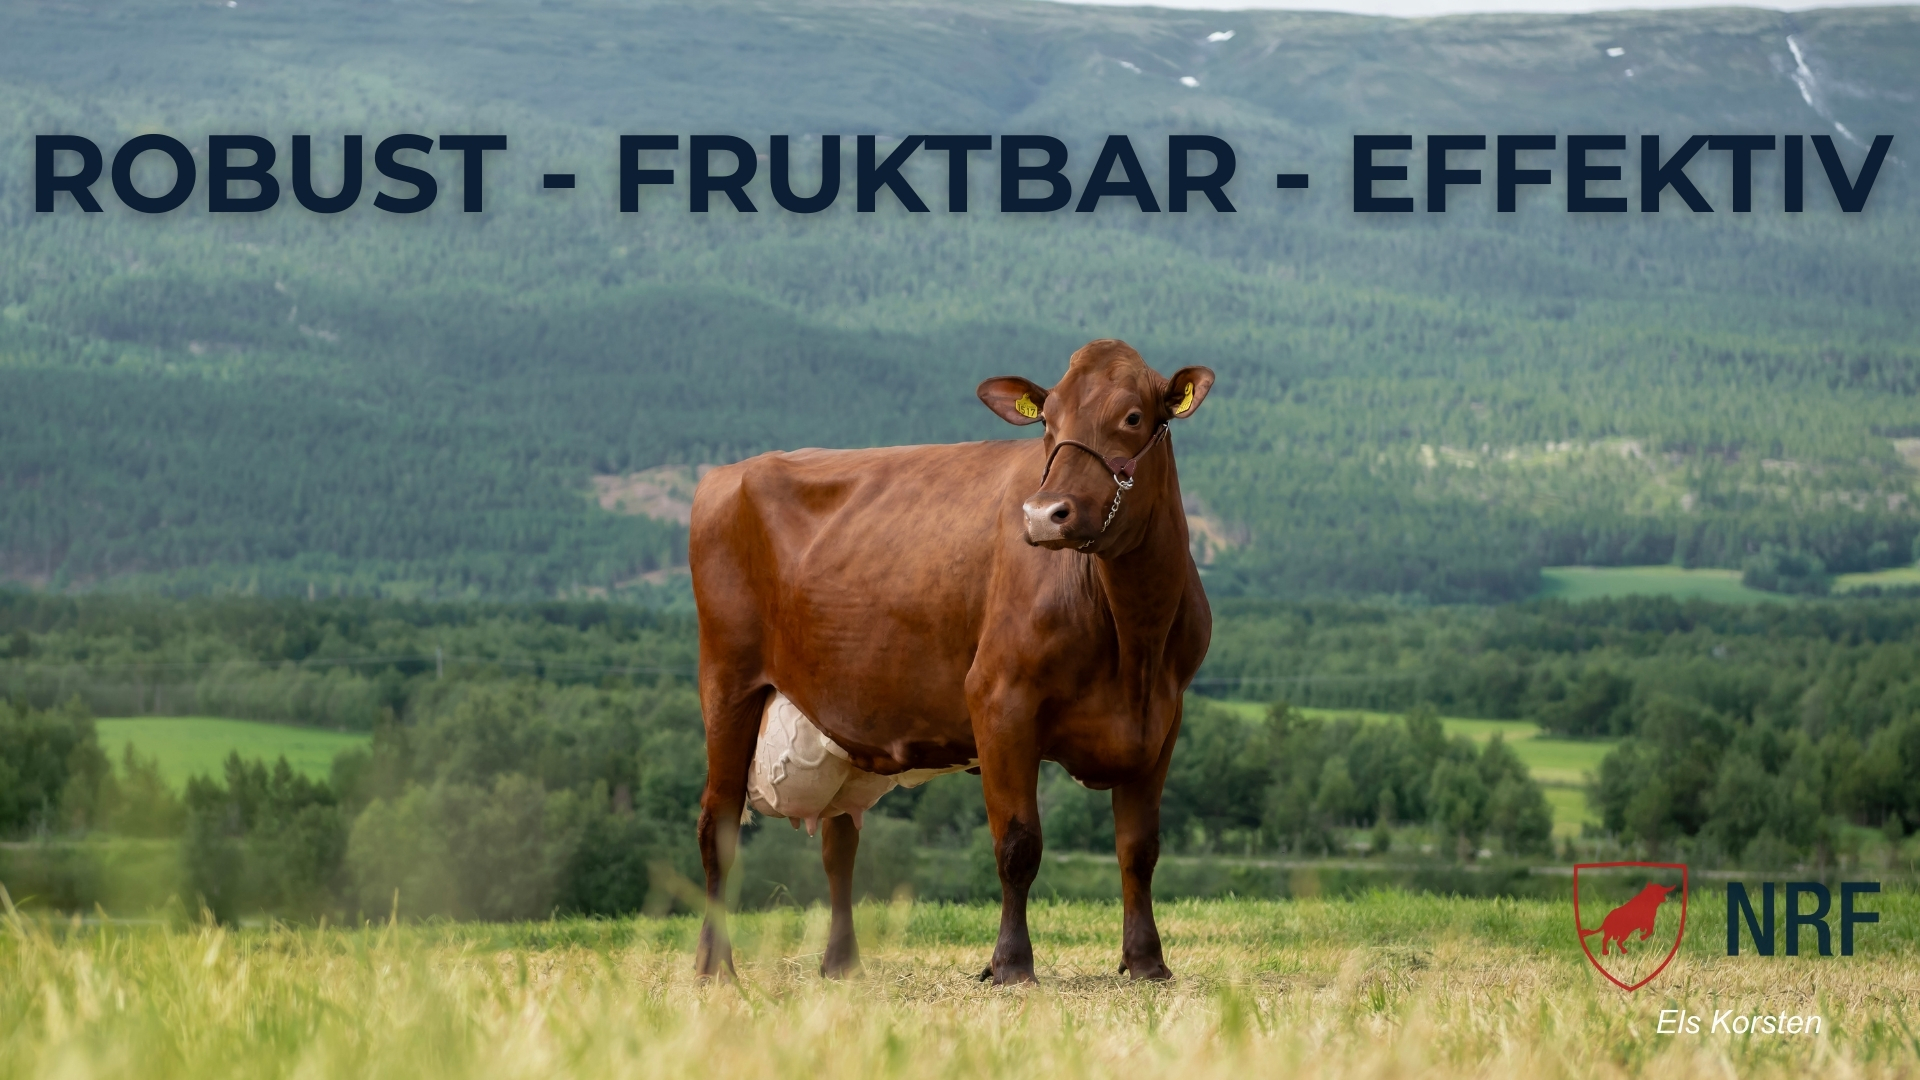 ROBUST - FRUKTBAR - EFFEKTIV
NRF
Els Korsten